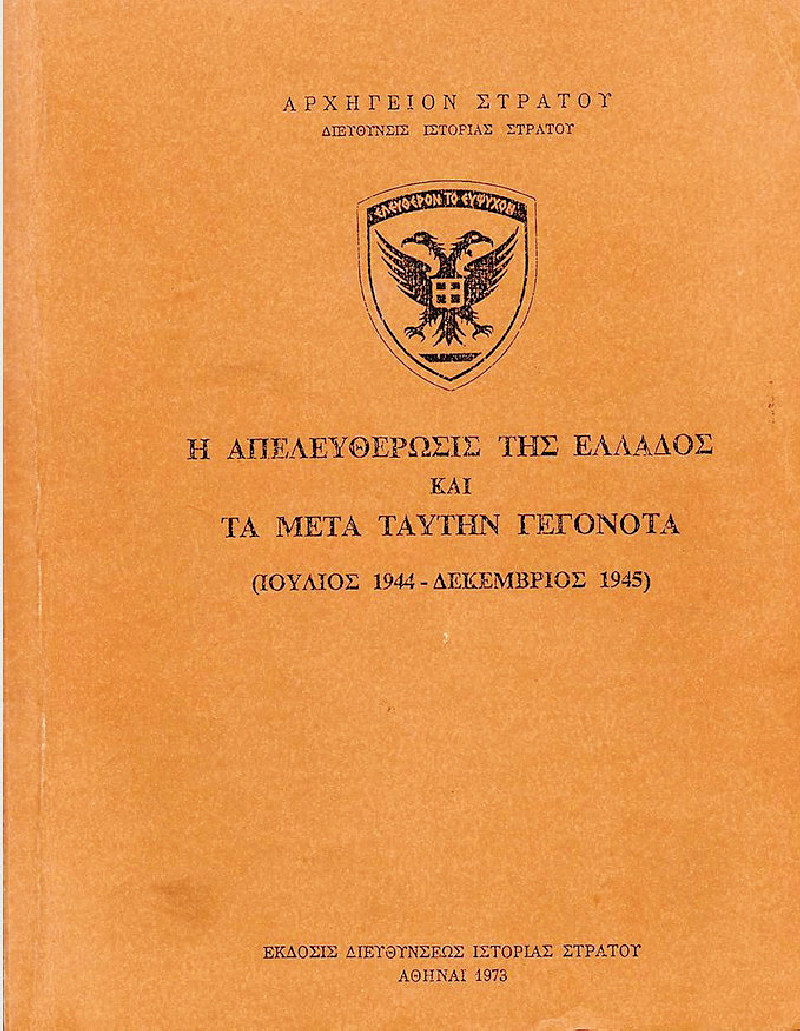 ΑΡΧΗΓΕΙΟΝ ΣΤΡΑΤΟΥ
ΔΙΕΥΘΥΝΣΙΣ ΙΣΤΟΡΙΑΣ ΣΤΡΑΤΟΥ
ΕΛΕΥΘΕΡΟΝ ΤΟ ΕΥΨΥΧΟΝ
Η ΑΠΕΛΕΥΘΕΡΩΣΙΣ ΤΗΣ ΕΛΛΑΔΟΣ
ΚΑΙ
ΤΑ ΜΕΤΑ ΤΑΥΤΗΝ ΓΕΓΟΝΟΤΑ
(ΙΟΥΛΙΟΣ 1944 - ΔΕΚΕΜΒΡΙΟΣ 1945)
ΕΚΔΟΣΙΣ ΔΙΕΥΘΥΝΣΕΩΣ ΙΣΤΟΡΙΑΣ ΣΤΡΑΤΟΥ
ΑΘΗΝΑΙ 1973